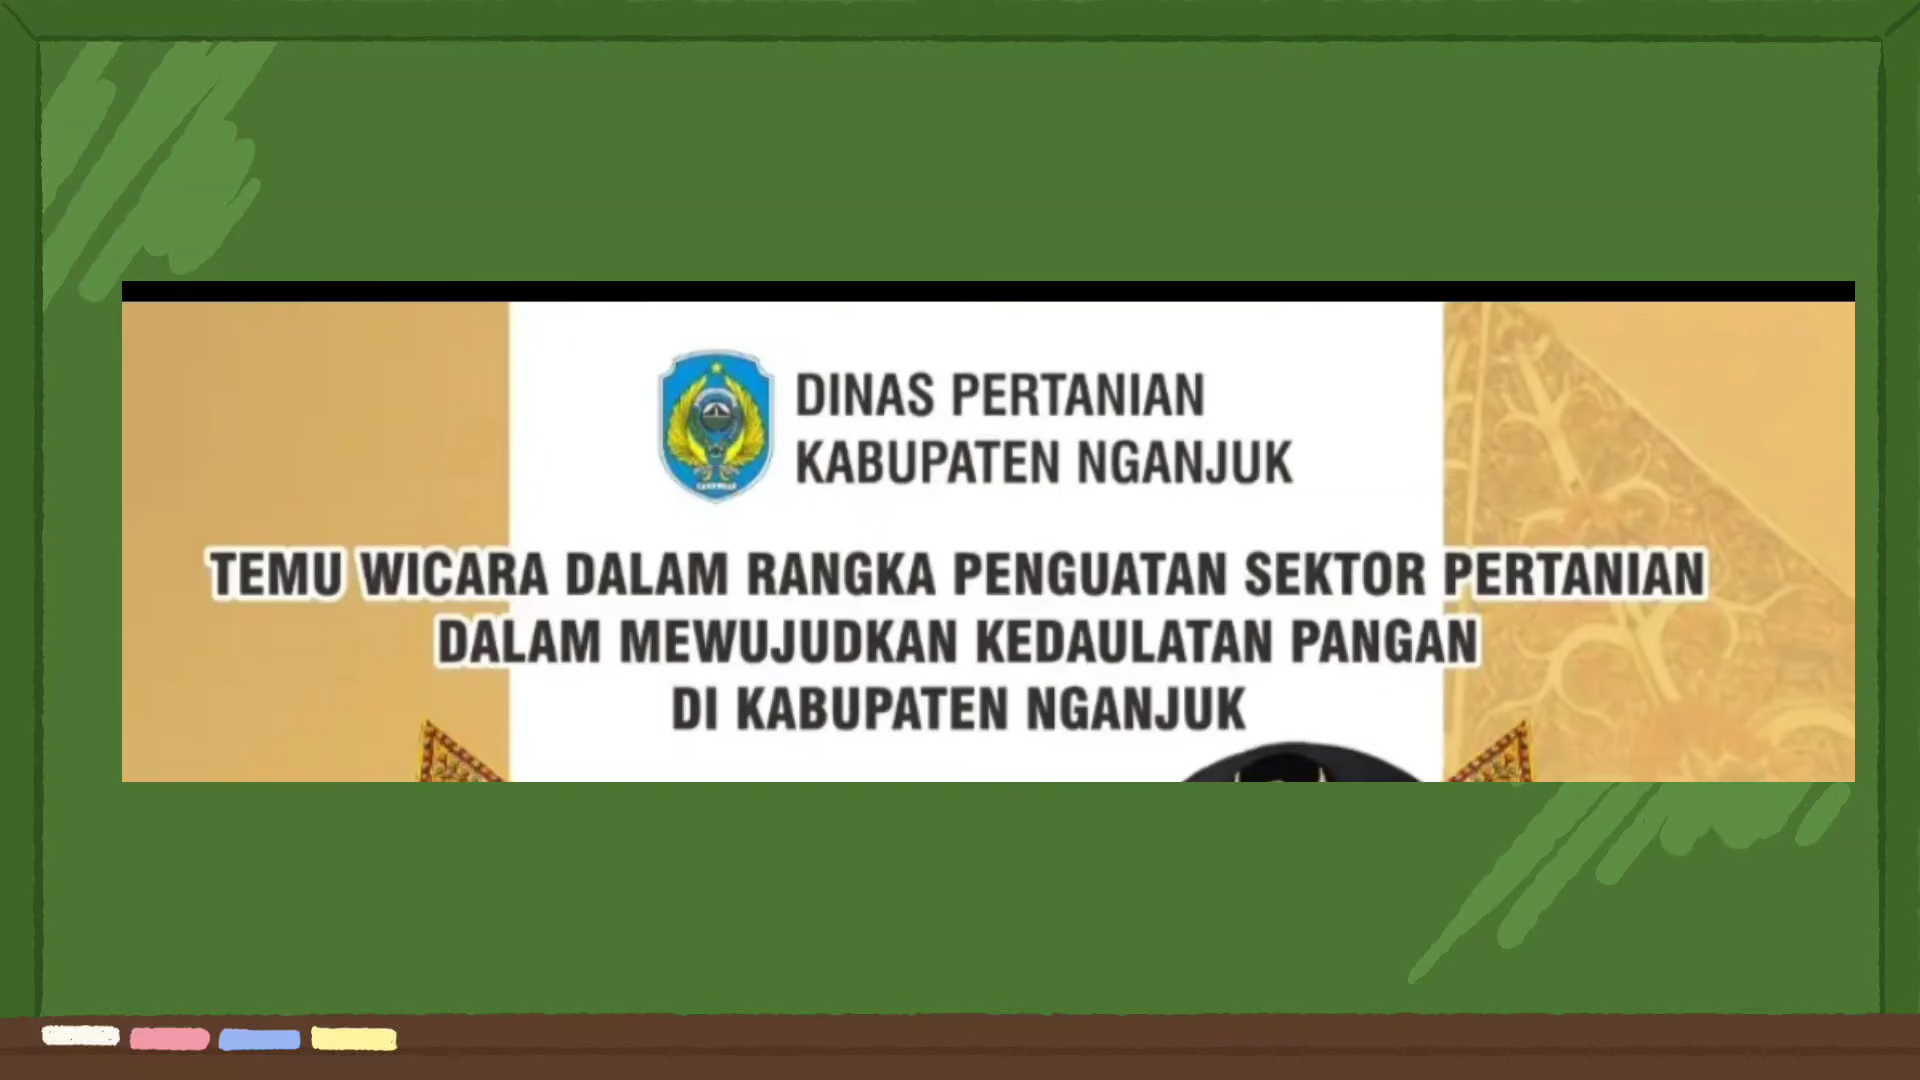 DINAS PERTANIAN
KABUPATEN NGANJUK
TEMU WICARA DALAM RANGKA PENGUATAN SEKTOR PERTANIAN
DALAM MEWUJUDKAN KEDAULATAN PANGAN
DI KABUPATEN NGANJUK